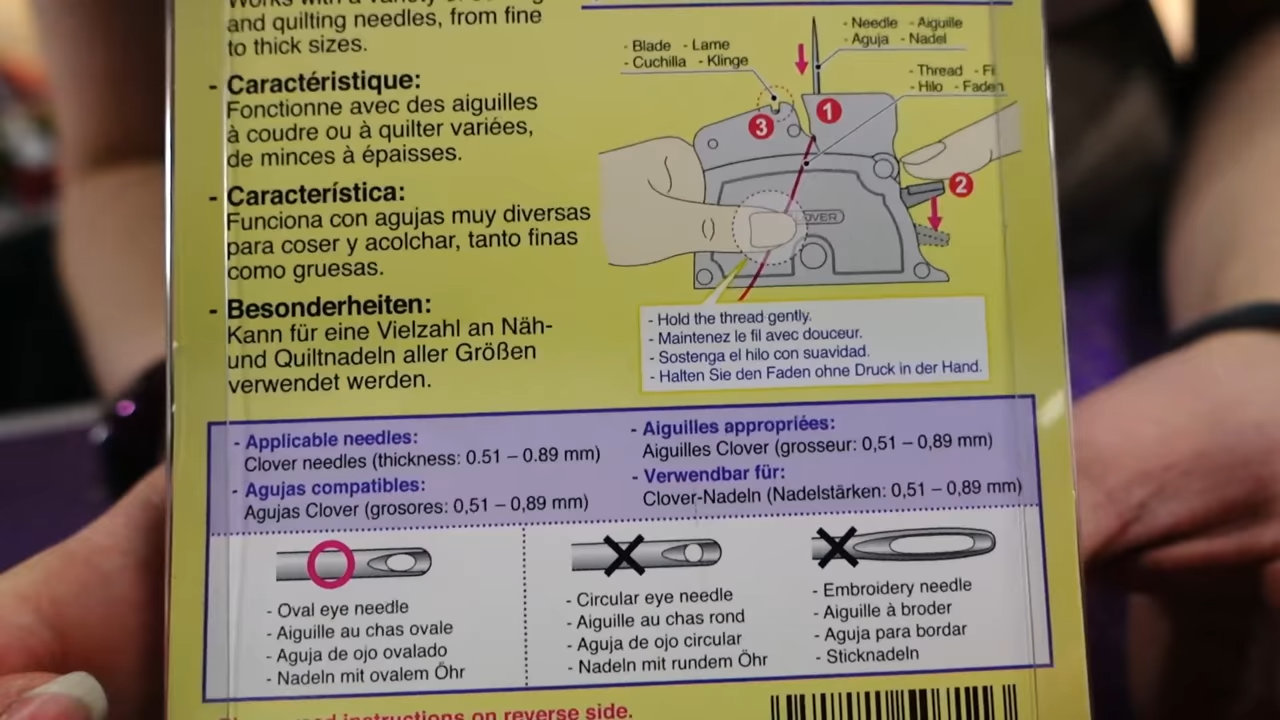 and quilting needles, from fine
to thick sizes.
- Caractéristique:
Fonctionne avec des aiguilles
à coudre ou à quilter variées,
de minces à épaisses.
- Característica:
Funciona con agujas muy diversas
para coser y acolchar, tanto finas
como gruesas.
- Besonderheiten:
Kann für eine Vielzahl an Näh-
und Quiltnadeln aller Größen
verwendet werden.
- Blade - Lame
- Cuchilla - Klinge
- Needle - Aiguille
- Aguja - Nadel
- Thread - Fil
- Hilo - Faden
1
3
2
- Hold the thread gently.
- Maintenez le fil avec douceur.
- Sostenga el hilo con suavidad.
- Halten Sie den Faden ohne Druck in der Hand.
- Applicable needles:
Clover needles (thickness: 0.51 – 0.89 mm)
- Agujas compatibles:
Agujas Clover (grosores: 0,51 – 0,89 mm)
- Aiguilles appropriées:
Aiguilles Clover (grosseur: 0,51 – 0,89 mm)
- Verwendbar für:
Clover-Nadeln (Nadelstärken: 0,51 – 0,89 mm)
- Oval eye needle
- Aiguille au chas ovale
- Aguja de ojo ovalado
- Nadeln mit ovalem Öhr
- Circular eye needle
- Aiguille au chas rond
- Aguja de ojo circular
- Nadeln mit rundem Öhr
- Embroidery needle
- Aiguille à broder
- Aguja para bordar
- Sticknadeln
instructions on reverse side.